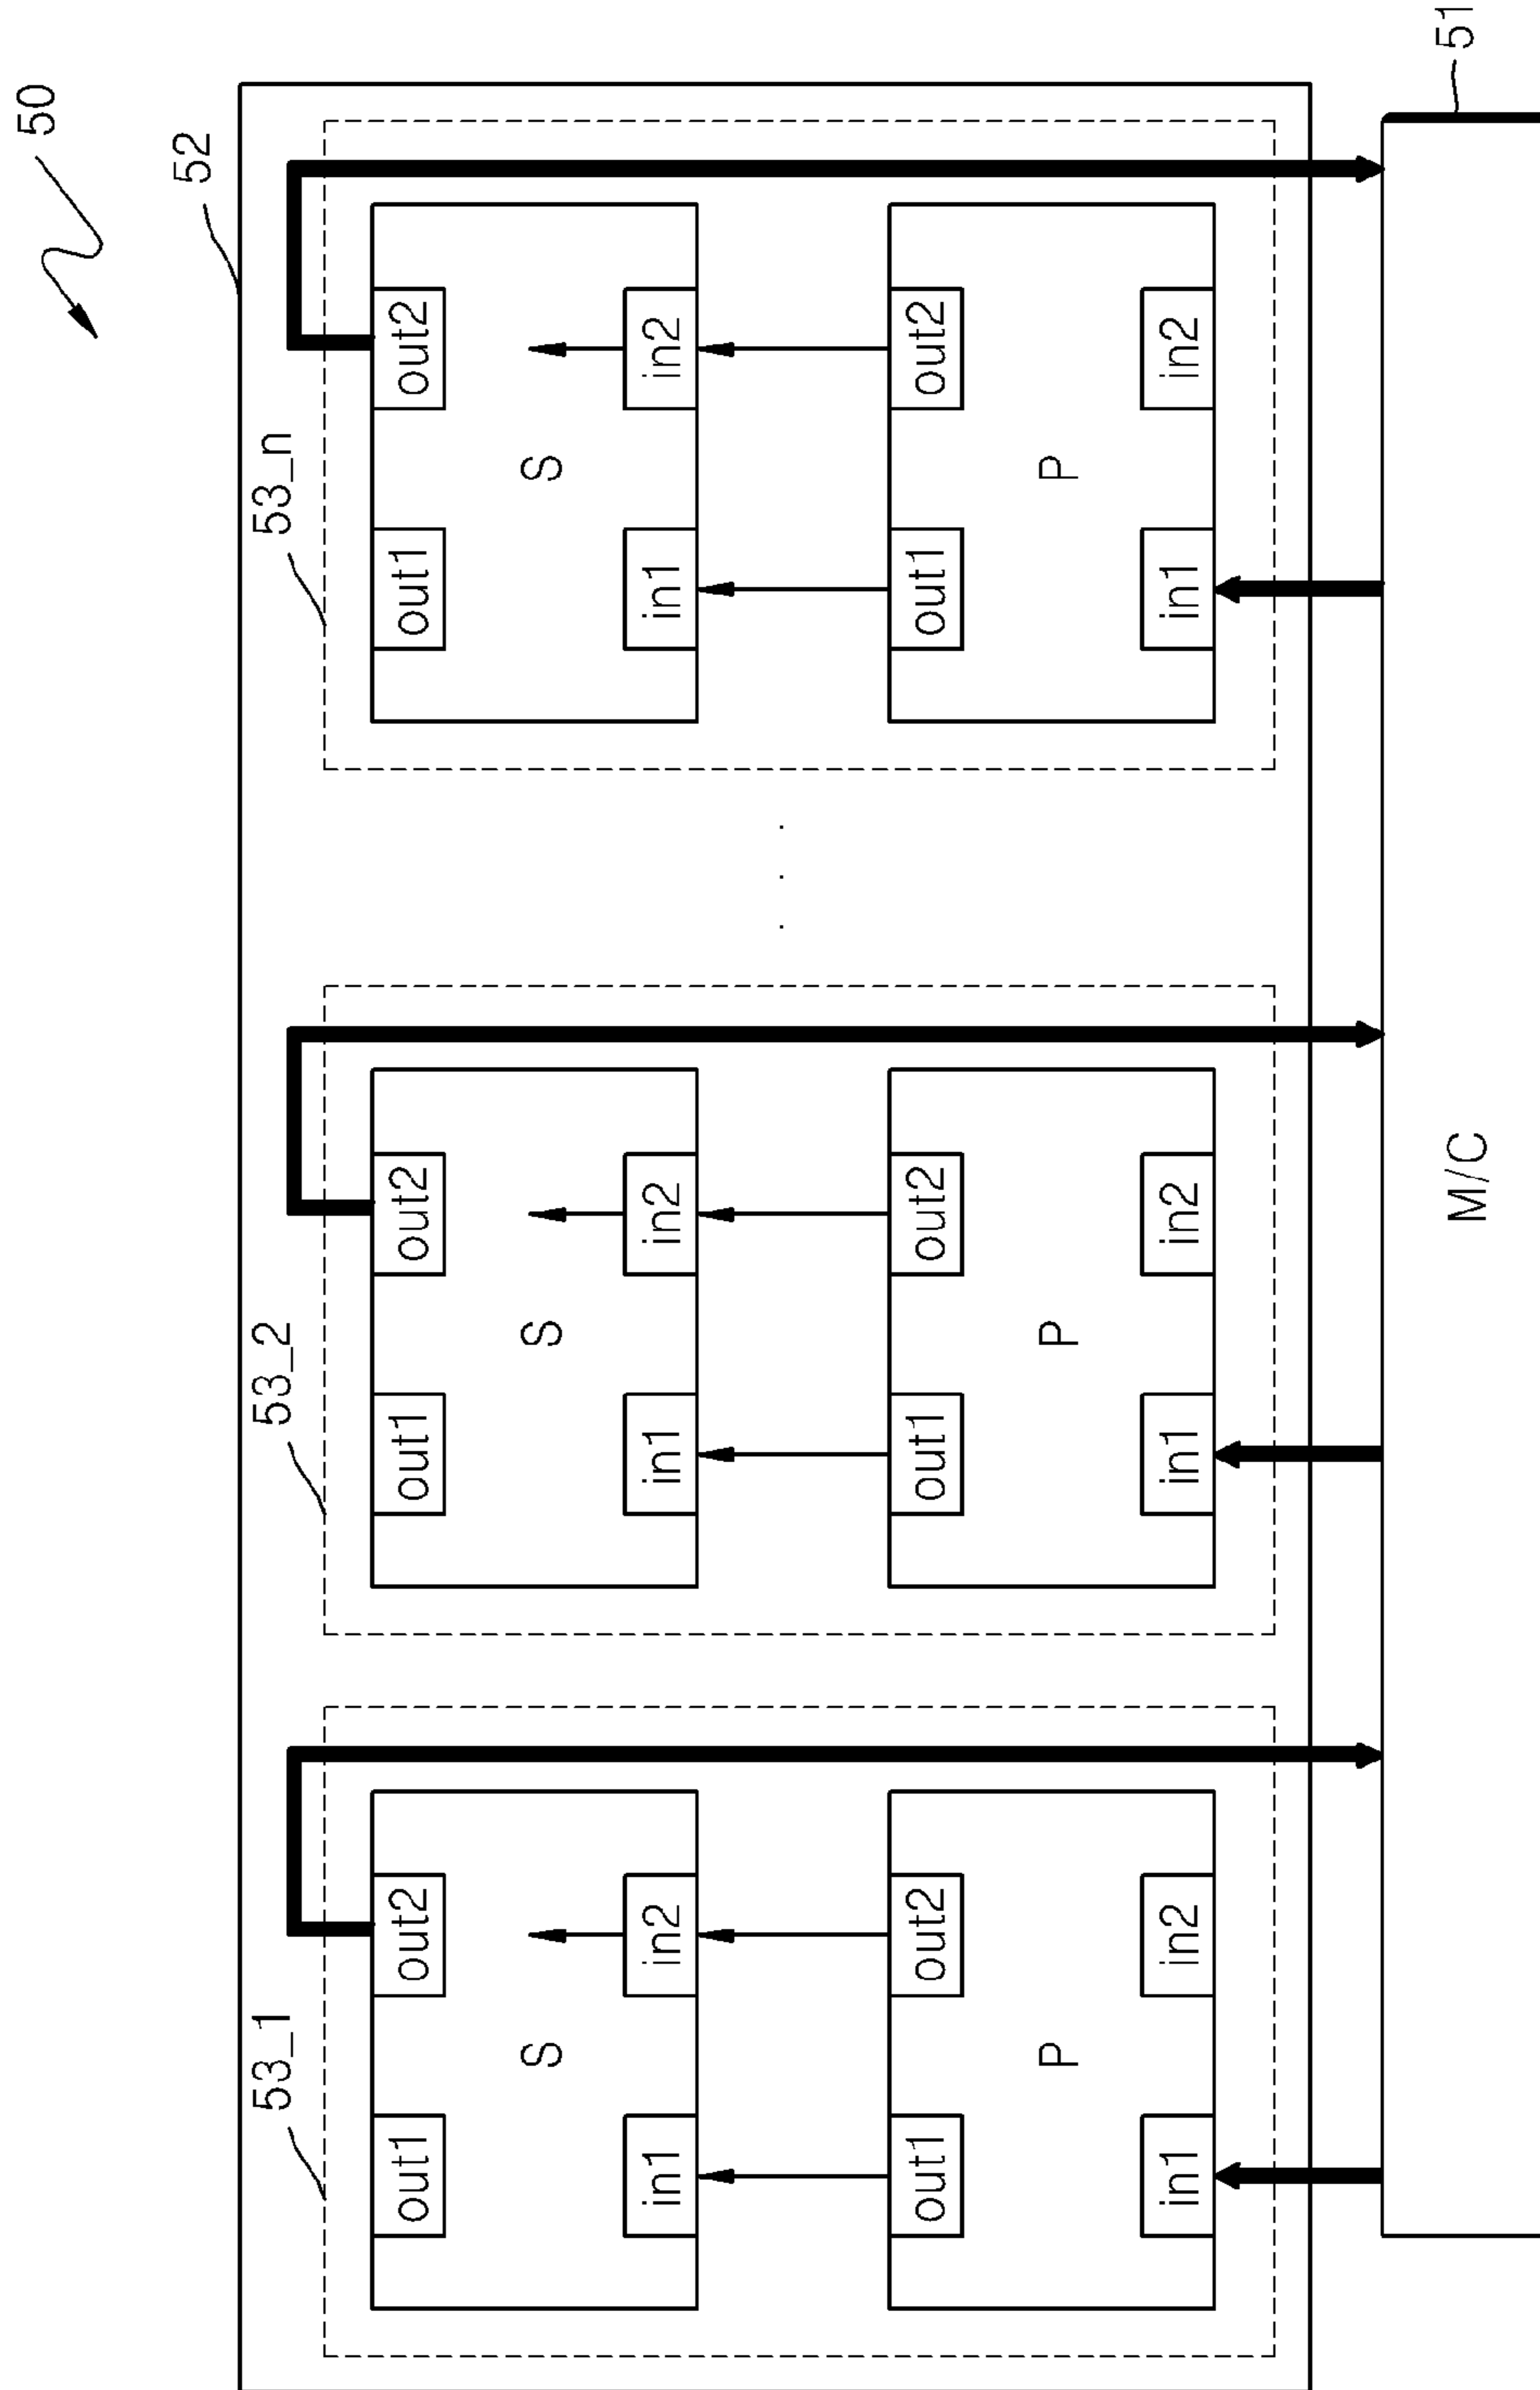 50
52
53_1
53_2
53_n
out1
out2
out1
out2
out1
out2
S
S
S
in1
in2
in1
in2
in1
in2
. . .
out1
out2
out1
out2
out1
out2
P
P
P
in1
in2
in1
in2
in1
in2
M/C
51